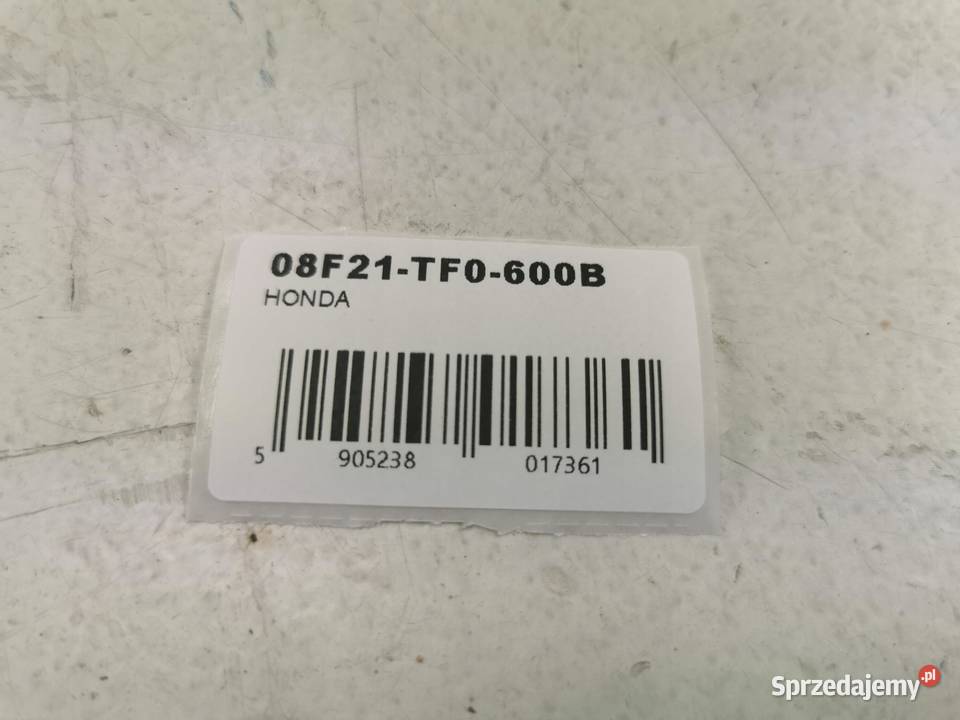 08F21-TF0-600B
HONDA
5 905238 017361
Sprzedajemy.pl